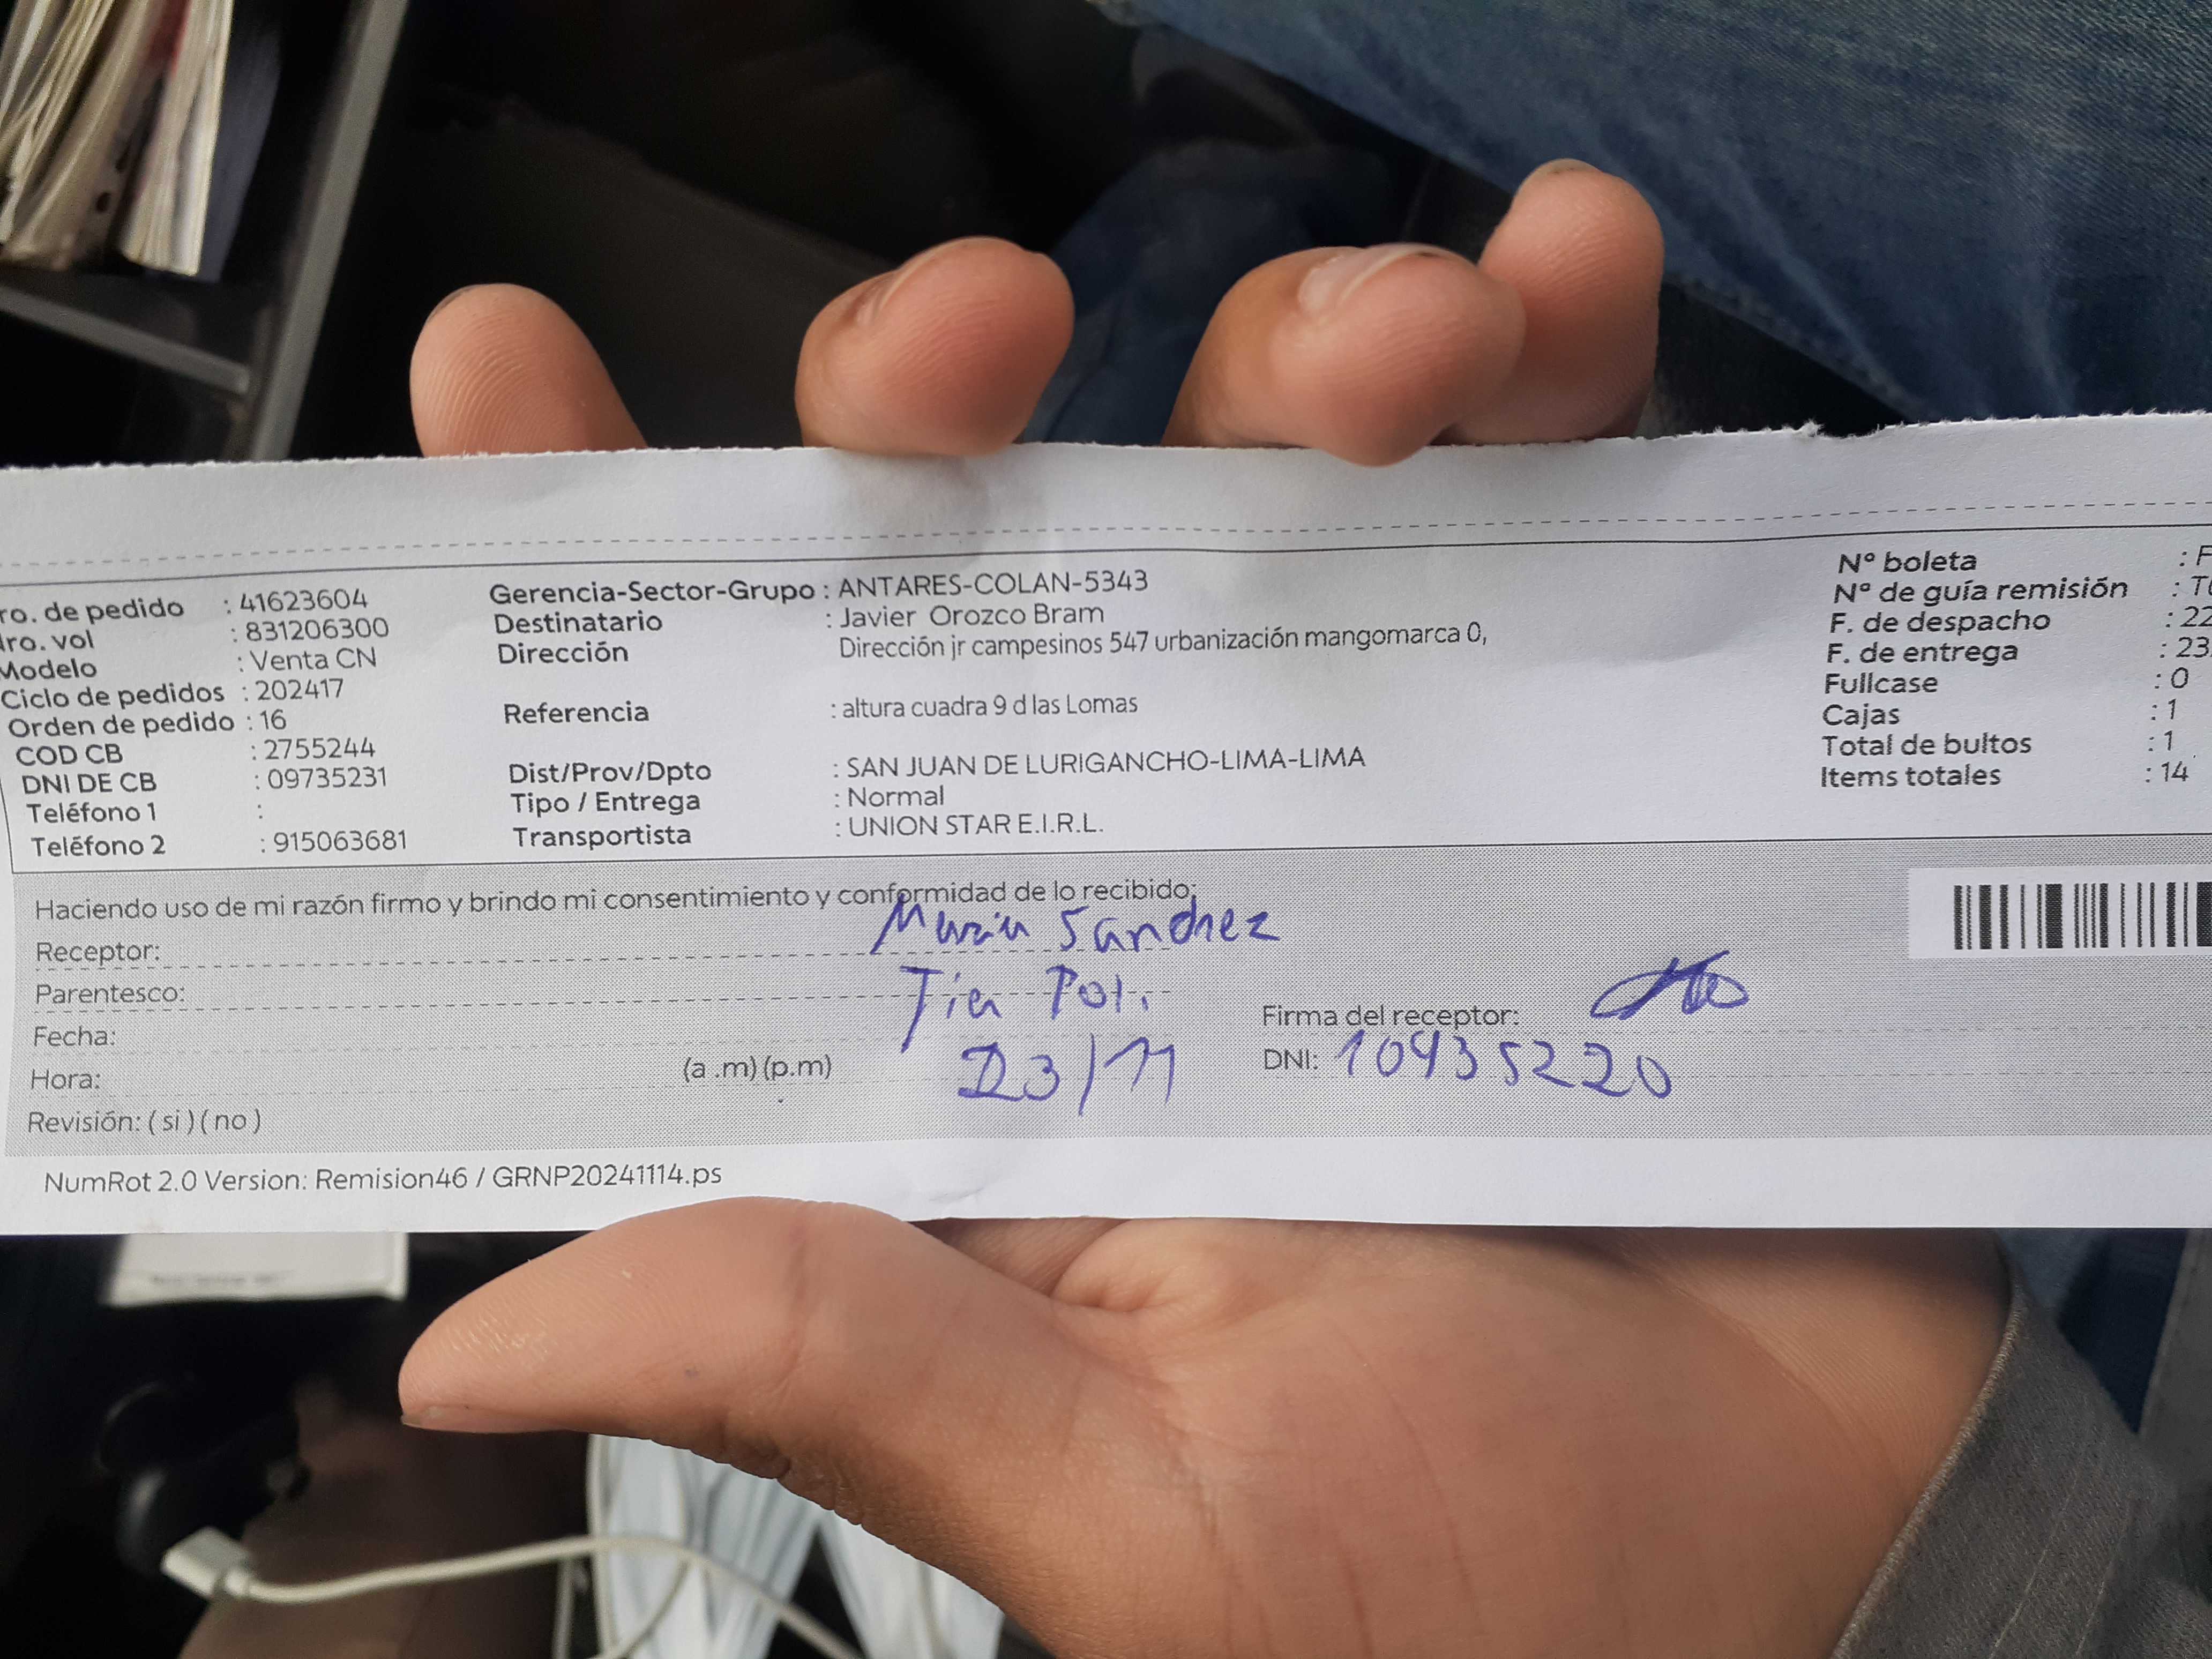 ro. de pedido : 41623604
ro. vol : 831206300
Modelo : Venta CN
Ciclo de pedidos : 202417
Orden de pedido : 16
COD CB : 2755244
DNI DE CB : 09735231
Teléfono 1 :
Teléfono 2 : 915063681
Gerencia-Sector-Grupo : ANTARES-COLAN-5343
Destinatario : Javier Orozco Bram
Dirección Dirección jr campesinos 547 urbanización mangomarca 0,
Referencia : altura cuadra 9 d las Lomas
Dist/Prov/Dpto : SAN JUAN DE LURIGANCHO-LIMA-LIMA
Tipo / Entrega : Normal
Transportista : UNION STAR E.I.R.L.
Nº boleta : F
Nº de guía remisión : T
F. de despacho : 22
F. de entrega : 23
Fullcase : 0
Cajas : 1
Total de bultos : 1
Items totales : 14
Haciendo uso de mi razón firmo y brindo mi consentimiento y conformidad de lo recibido;
Receptor: Maria Sanchez
Parentesco: Tia Pol.
Fecha: 23/11
Hora: (a .m) (p.m)
Revisión: ( si ) ( no )
Firma del receptor:
DNI: 10435220
NumRot 2.0 Version: Remision46 / GRNP20241114.ps